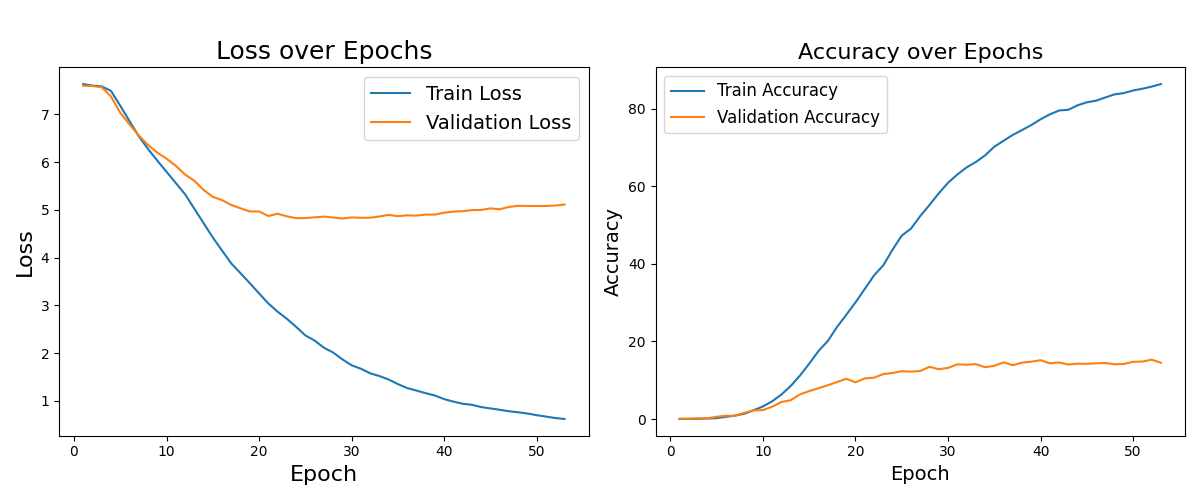 Loss over Epochs
Train Loss
Validation Loss
7
6
5
4
3
2
1
0 10 20 30 40 50
Loss
Epoch
Accuracy over Epochs
Train Accuracy
Validation Accuracy
80
60
40
20
0
0 10 20 30 40 50
Accuracy
Epoch